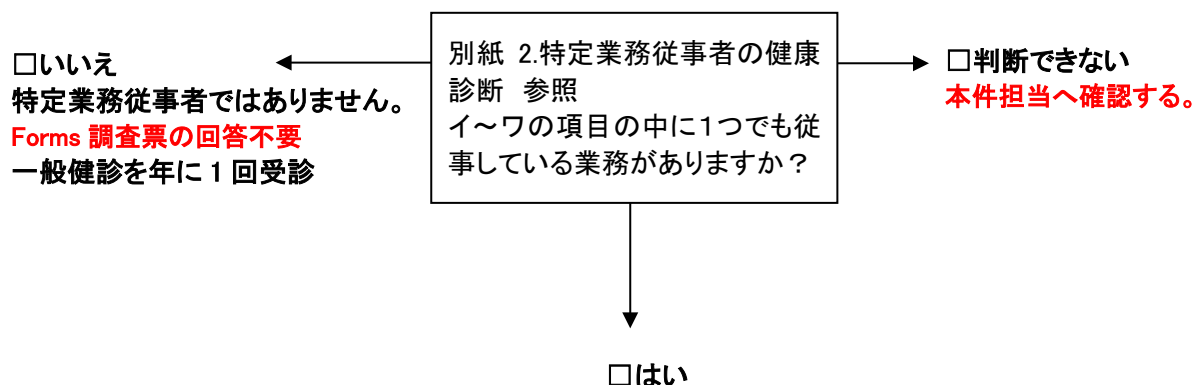 別紙 2.特定業務従事者の健康
診断 参照
イ～ワの項目の中に1つでも従
事している業務がありますか？
□いいえ
特定業務従事者ではありません。
Forms 調査票の回答不要
一般健診を年に 1 回受診
□判断できない
本件担当へ確認する。
□はい